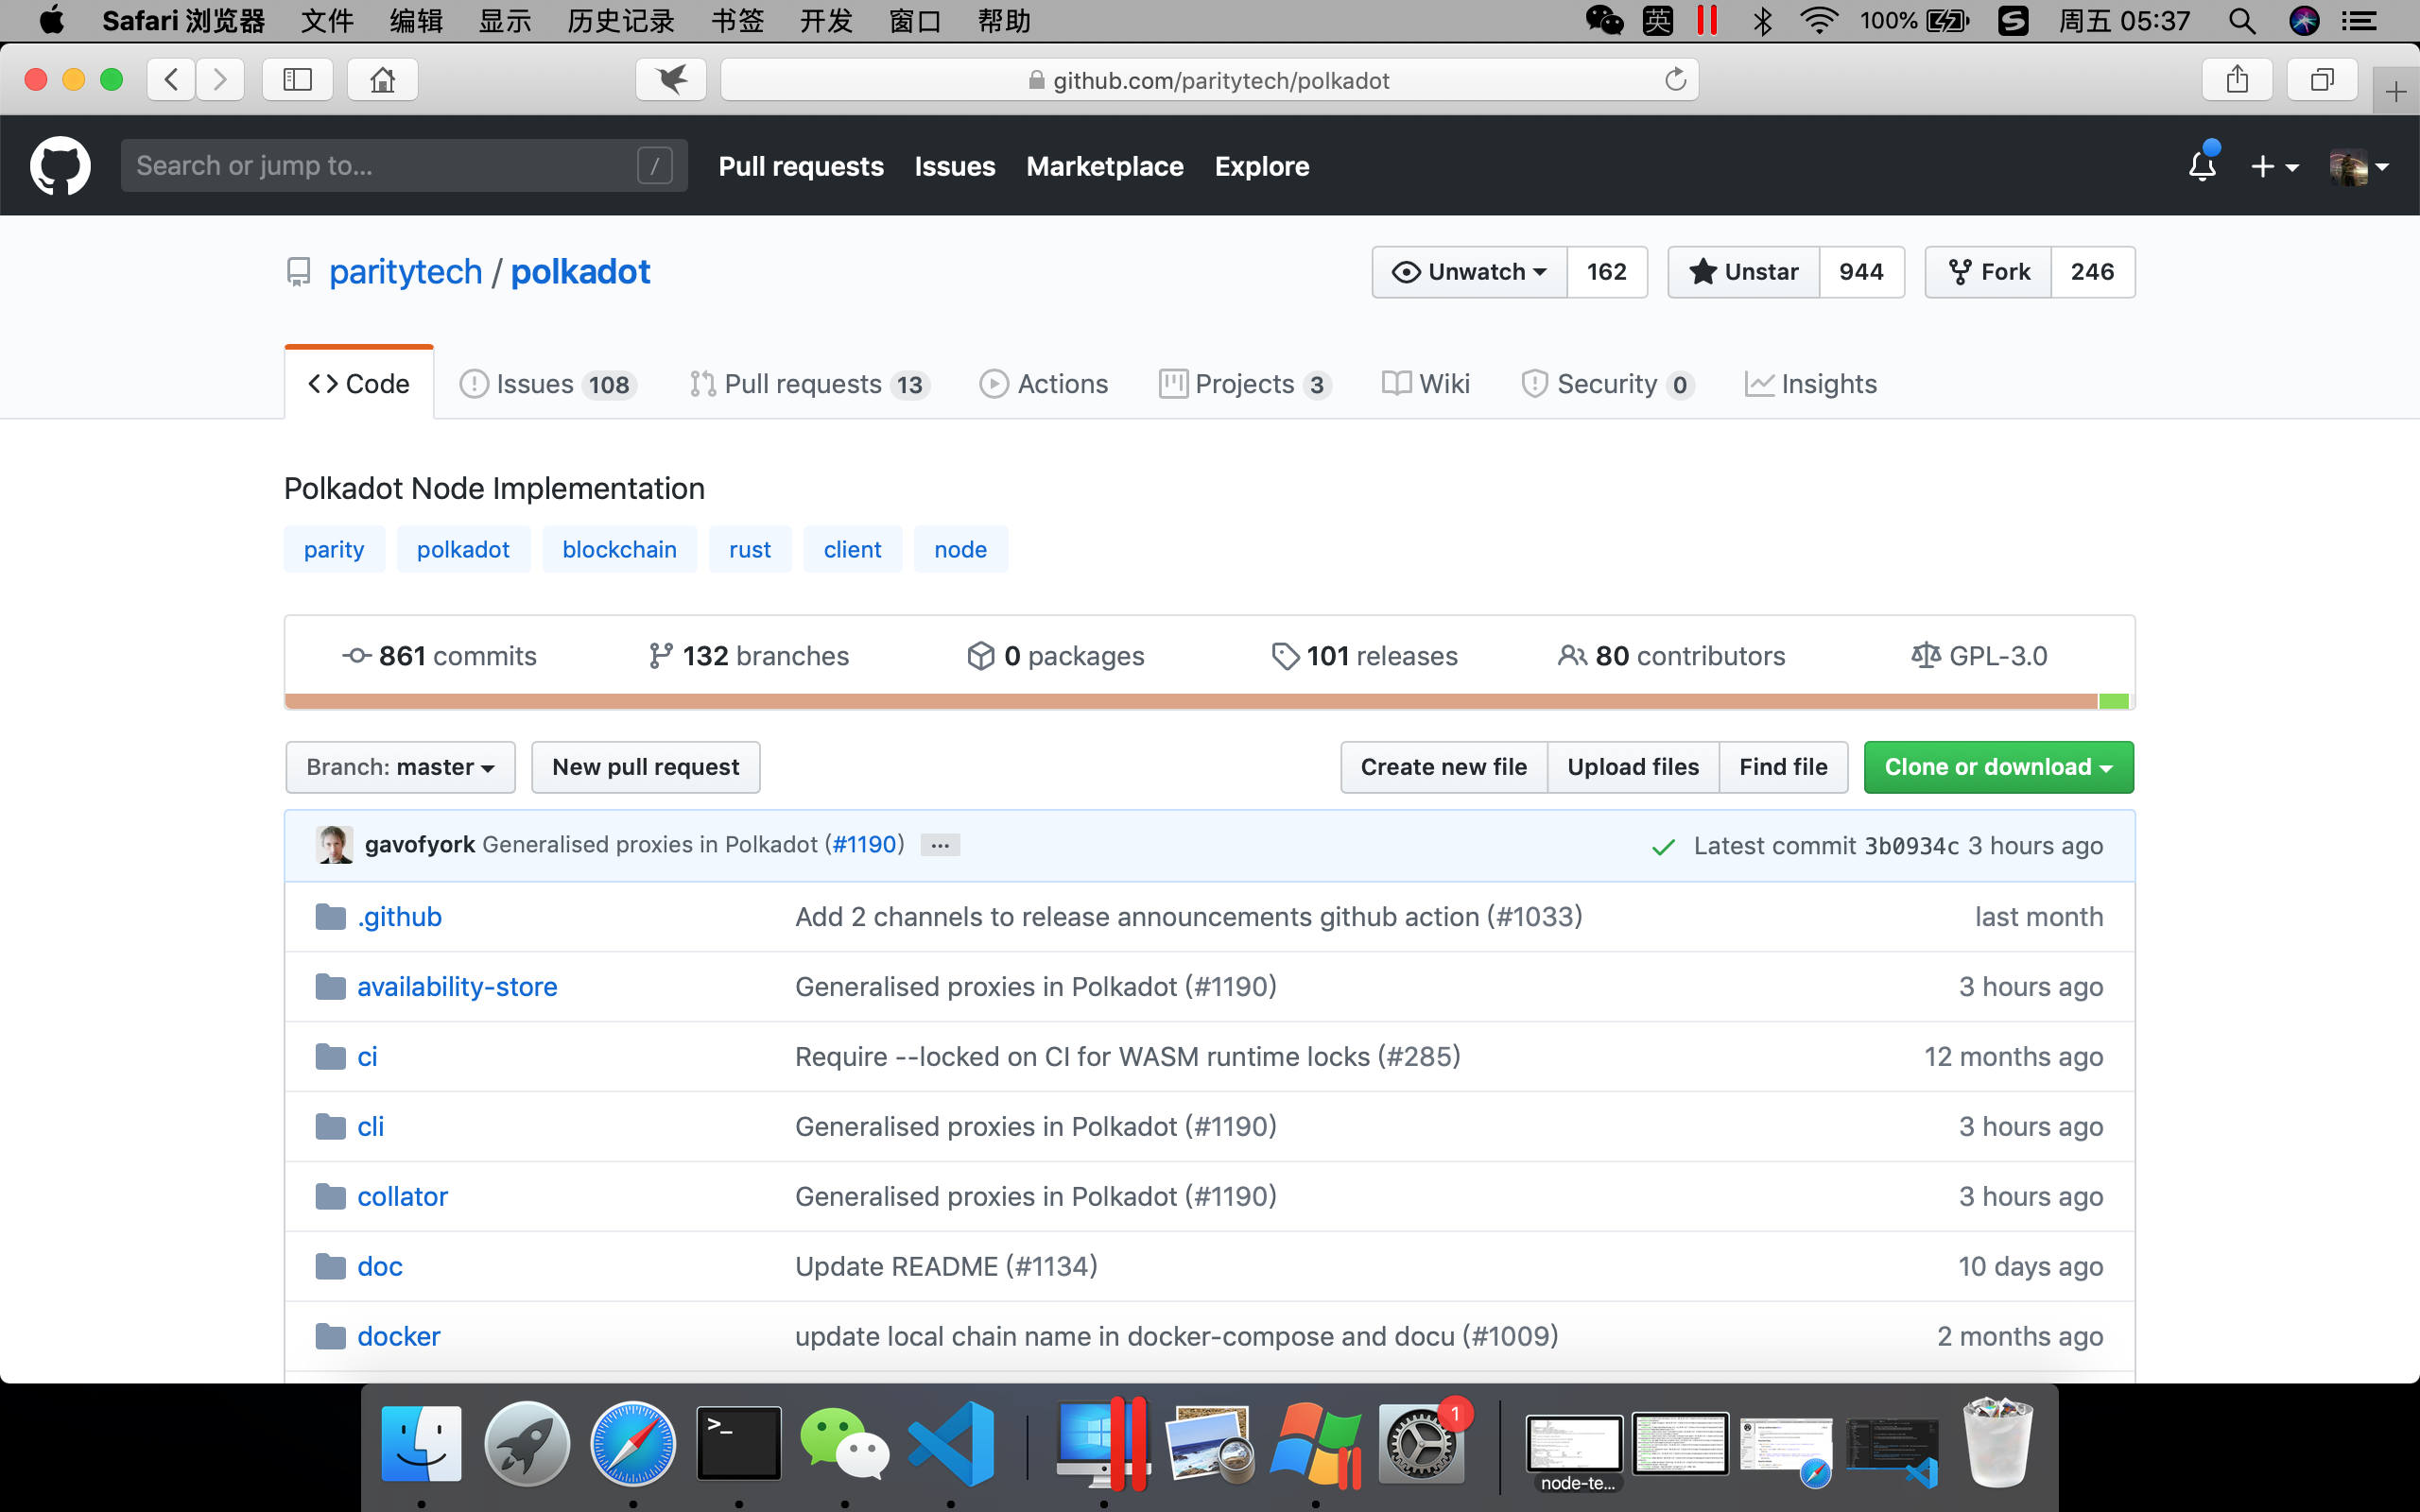 Safari 浏览器 文件 编辑 显示 历史记录 书签 开发 窗口 帮助 英 100% 周五 05:37
github.com/paritytech/polkadot
Search or jump to... / Pull requests Issues Marketplace Explore
paritytech / polkadot Unwatch 162 Unstar 944 Fork 246
Code Issues 108 Pull requests 13 Actions Projects 3 Wiki Security 0 Insights
Polkadot Node Implementation
parity polkadot blockchain rust client node
861 commits 132 branches 0 packages 101 releases 80 contributors GPL-3.0
Branch: master New pull request Create new file Upload files Find file Clone or download
gavofyork Generalised proxies in Polkadot (#1190) ... Latest commit 3b0934c 3 hours ago
.github Add 2 channels to release announcements github action (#1033) last month
availability-store Generalised proxies in Polkadot (#1190) 3 hours ago
ci Require --locked on CI for WASM runtime locks (#285) 12 months ago
cli Generalised proxies in Polkadot (#1190) 3 hours ago
collator Generalised proxies in Polkadot (#1190) 3 hours ago
doc Update README (#1134) 10 days ago
docker update local chain name in docker-compose and docu (#1009) 2 months ago
>_ 1
node-te...